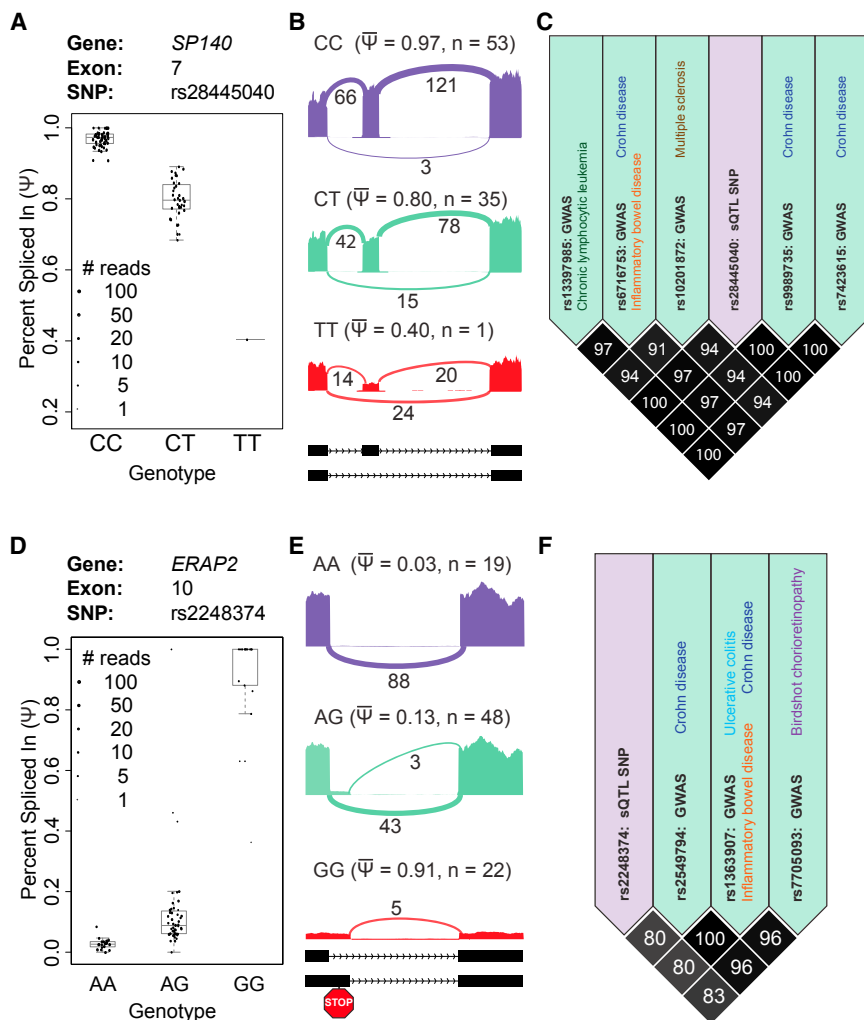 A
Gene: SP140
Exon: 7
SNP: rs28445040
Percent Spliced In (Ψ)
1.0
0.8
0.6
0.4
0.2
# reads
100
50
20
10
5
1
CC CT TT
Genotype
B
CC (Ψ̅ = 0.97, n = 53)
66
121
3
CT (Ψ̅ = 0.80, n = 35)
42
78
15
TT (Ψ̅ = 0.40, n = 1)
14
20
24
C
rs13397985: GWAS
Chronic lymphocytic leukemia
rs6716753: GWAS Crohn disease
Inflammatory bowel disease
rs10201872: GWAS Multiple sclerosis
rs28445040: sQTL SNP
rs9989735: GWAS Crohn disease
rs7423615: GWAS Crohn disease
97 91 94 100 100
94 97 94 100
100 97 94
100 97
100
D
Gene: ERAP2
Exon: 10
SNP: rs2248374
Percent Spliced In (Ψ)
1.0
0.8
0.6
0.4
0.2
0.0
# reads
100
50
20
10
5
1
AA AG GG
Genotype
E
AA (Ψ̅ = 0.03, n = 19)
88
AG (Ψ̅ = 0.13, n = 48)
3
43
GG (Ψ̅ = 0.91, n = 22)
5
STOP
F
rs2248374: sQTL SNP
rs2549794: GWAS Crohn disease
Ulcerative colitis
rs1363907: GWAS Crohn disease
Inflammatory bowel disease
rs7705093: GWAS Birdshot chorioretinopathy
80 100 96
80 96
83